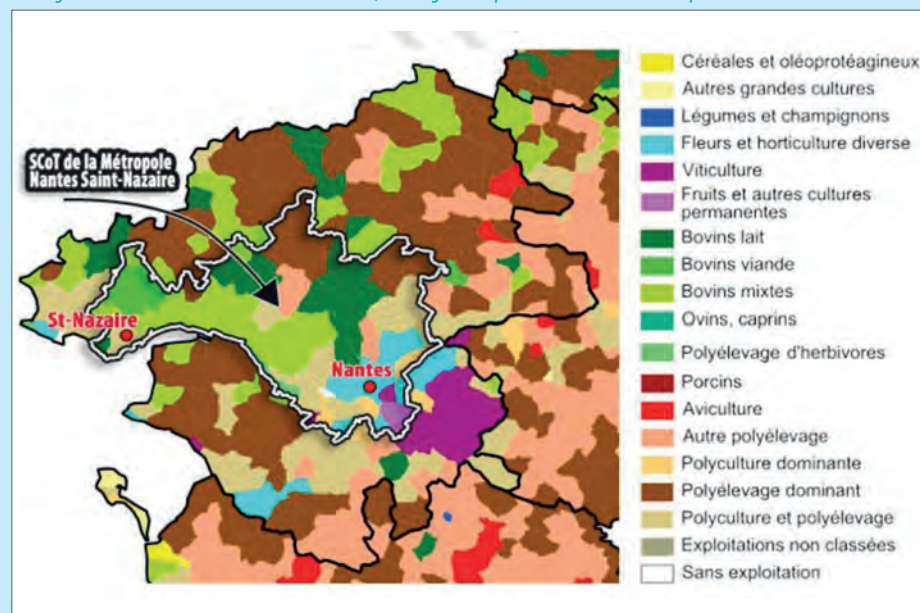 SCoT de la Métropole
Nantes Saint-Nazaire
St-Nazaire
Nantes
Céréales et oléoprotéagineux
Autres grandes cultures
Légumes et champignons
Fleurs et horticulture diverse
Viticulture
Fruits et autres cultures
permanentes
Bovins lait
Bovins viande
Bovins mixtes
Ovins, caprins
Polyélevage d'herbivores
Porcins
Aviculture
Autre polyélevage
Polyculture dominante
Polyélevage dominant
Polyculture et polyélevage
Exploitations non classées
Sans exploitation